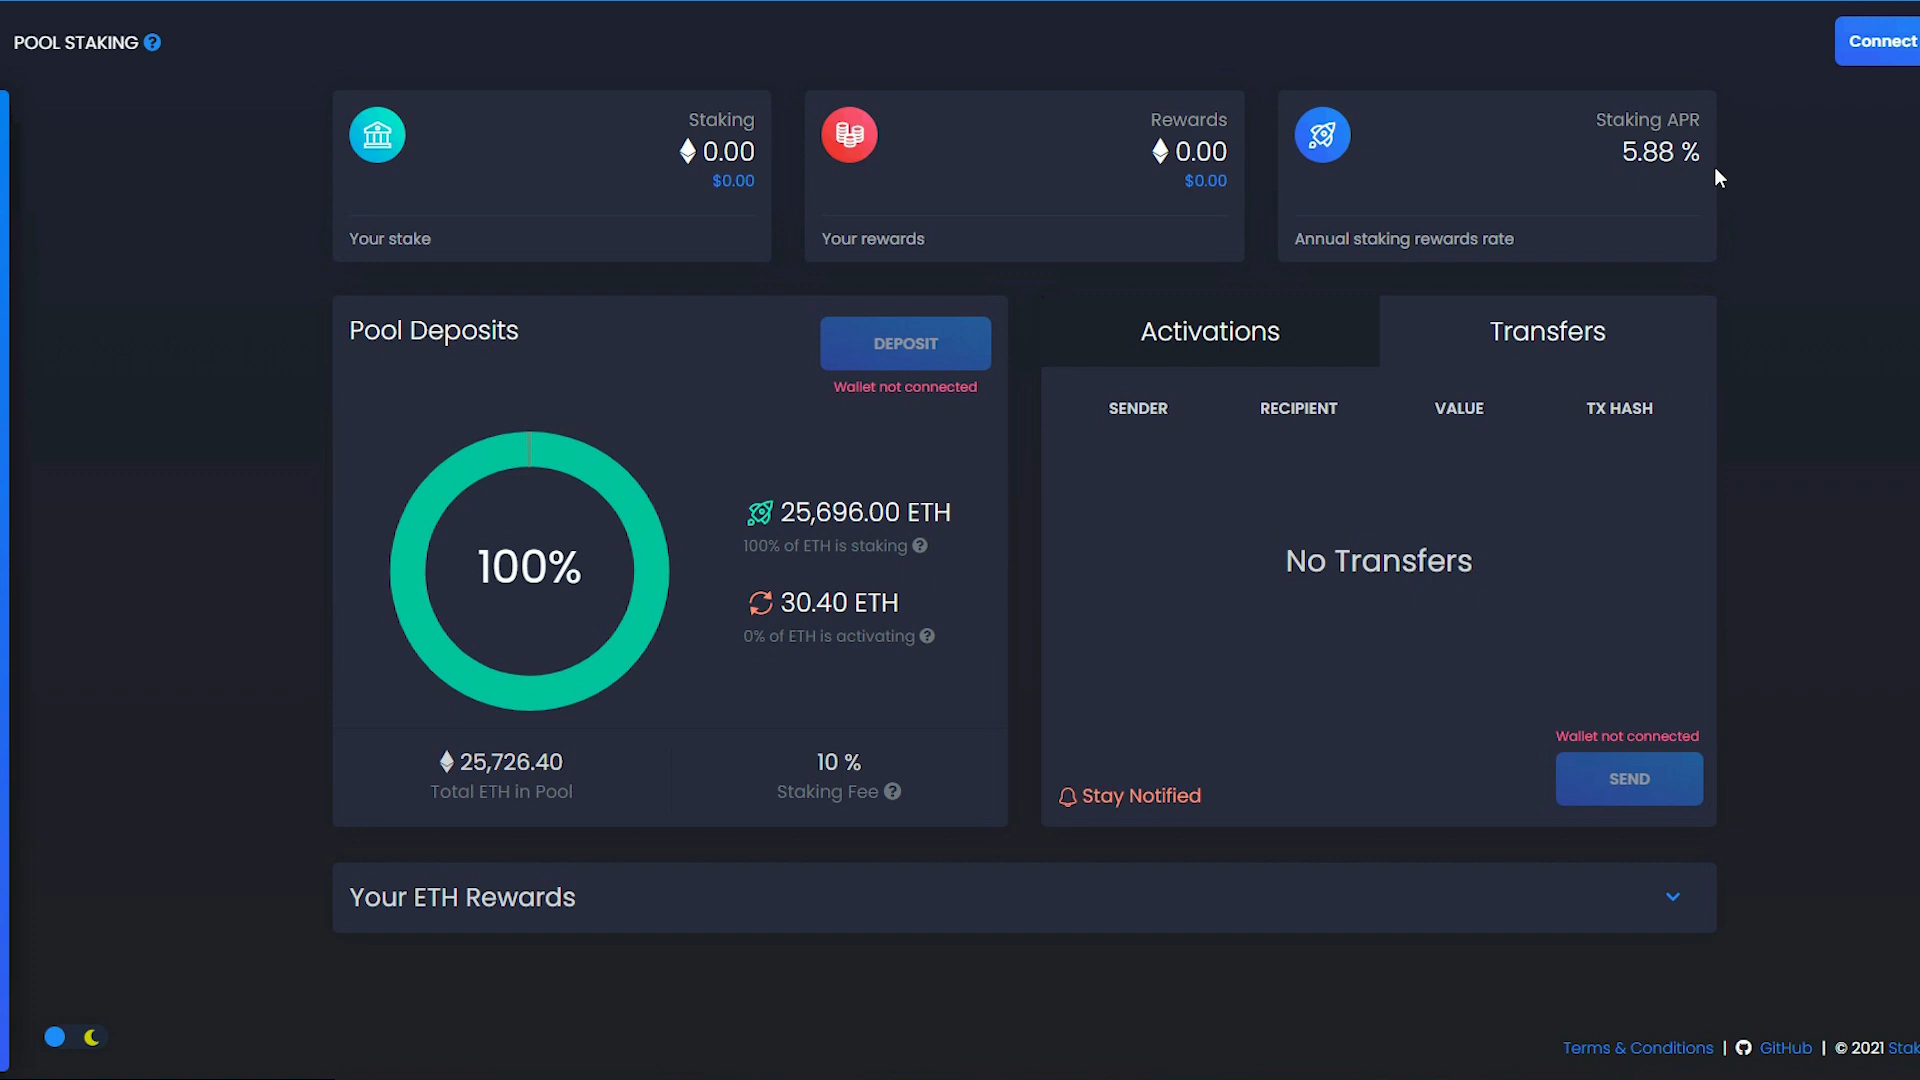 POOL STAKING
Connect
Staking
0.00
$0.00
Your stake
Rewards
0.00
$0.00
Your rewards
Staking APR
5.88 %
Annual staking rewards rate
Pool Deposits
DEPOSIT
Wallet not connected
100%
25,696.00 ETH
100% of ETH is staking
30.40 ETH
0% of ETH is activating
25,726.40
Total ETH in Pool
10 %
Staking Fee
Activations
Transfers
SENDER RECIPIENT VALUE TX HASH
No Transfers
Wallet not connected
Stay Notified
SEND
Your ETH Rewards
Terms & Conditions | GitHub | © 2021 Stak